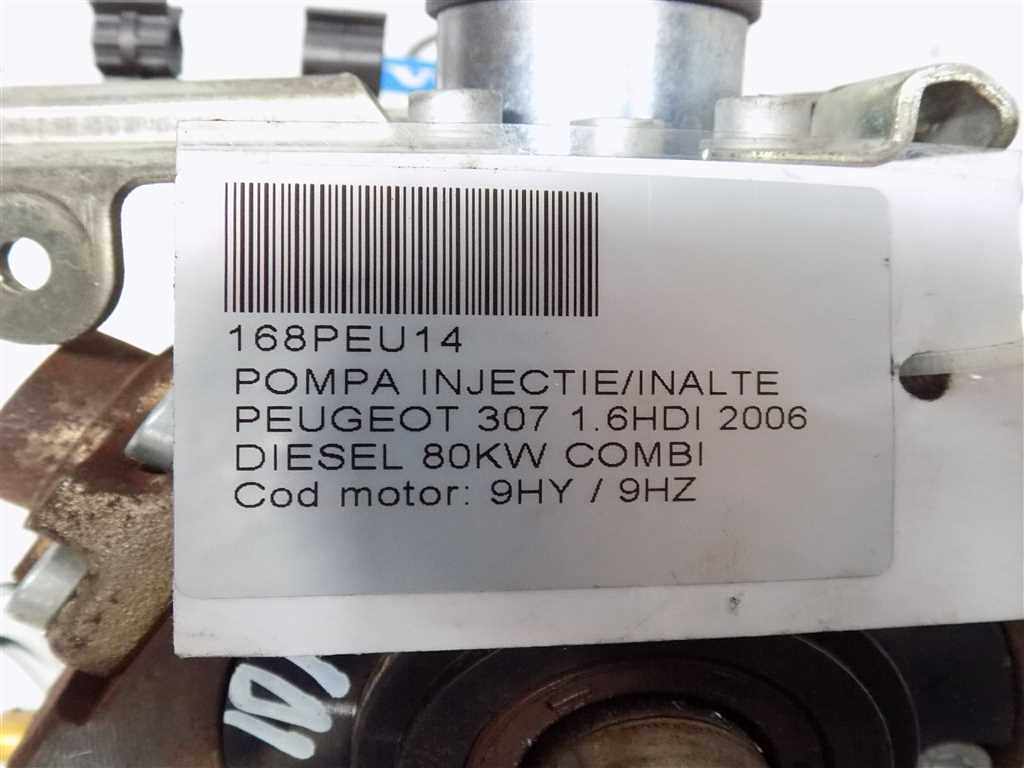 168PEU14
POMPA INJECTIE/INALTE
PEUGEOT 307 1.6HDI 2006
DIESEL 80KW COMBI
Cod motor: 9HY / 9HZ